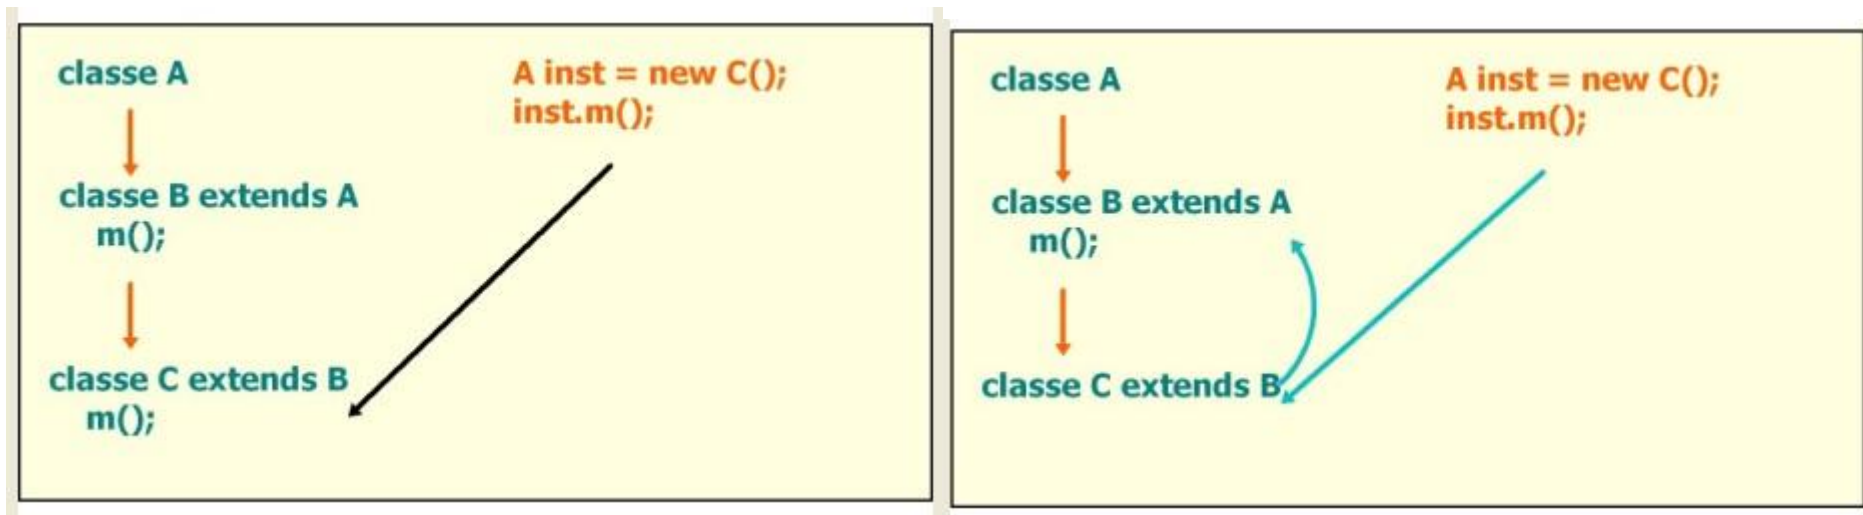 classe A
A inst = new C();
inst.m();
classe B extends A
m();
classe C extends B
m();
classe A
A inst = new C();
inst.m();
classe B extends A
m();
classe C extends B